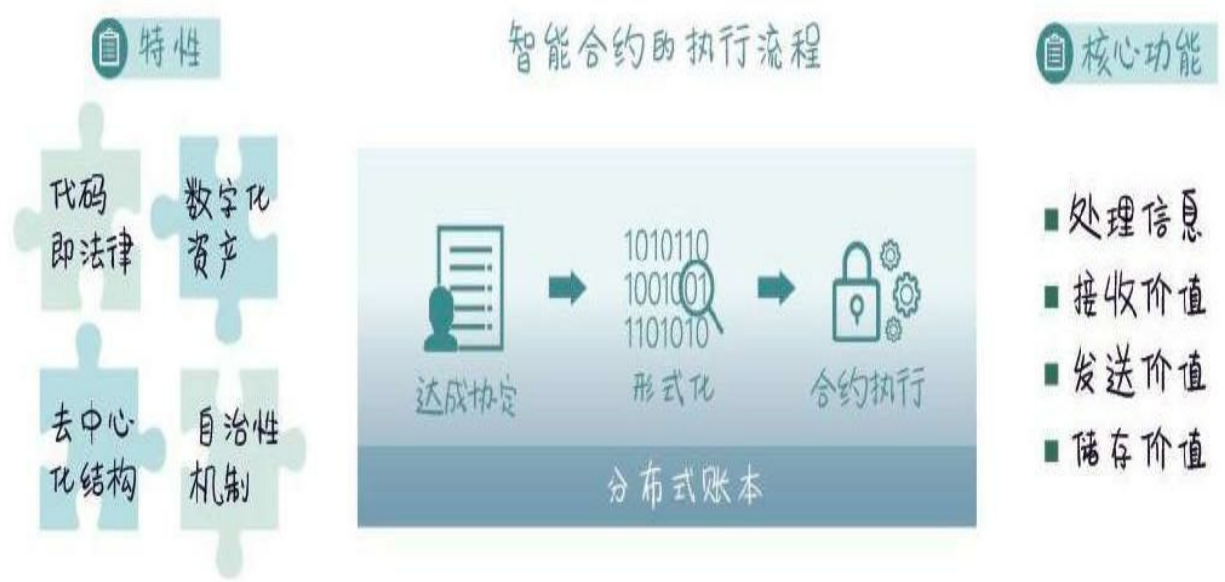 特性
代码
即法律
数字化
资产
去中心
化结构
自治性
机制
智能合约的执行流程
1010110
1001001
1101010
达成协定
形式化
合约执行
分布式账本
核心功能
处理信息
接收价值
发送价值
储存价值